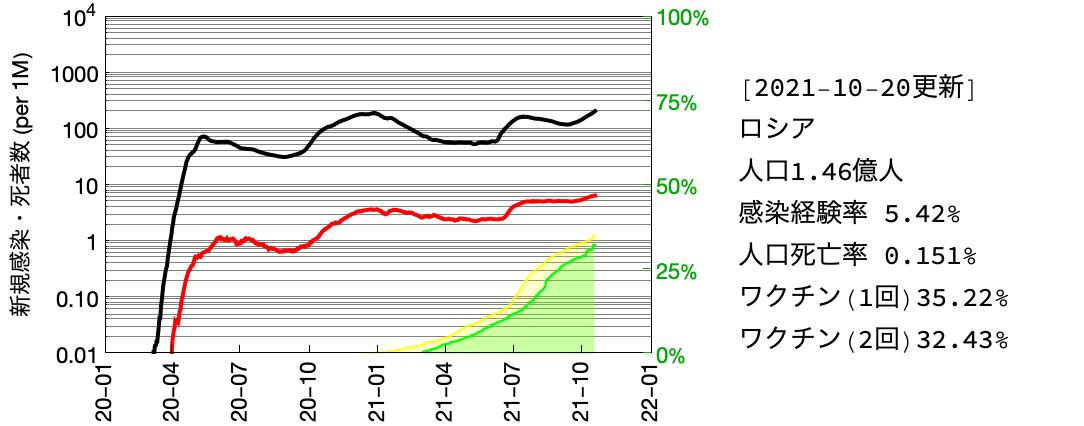 新規感染・死者数 (per 1M)
10^4
1000
100
10
1
0.10
0.01
100%
75%
50%
25%
0%
20-01
20-04
20-07
20-10
21-01
21-04
21-07
21-10
22-01
[2021-10-20更新]
ロシア
人口1.46億人
感染経験率 5.42%
人口死亡率 0.151%
ワクチン(1回)35.22%
ワクチン(2回)32.43%